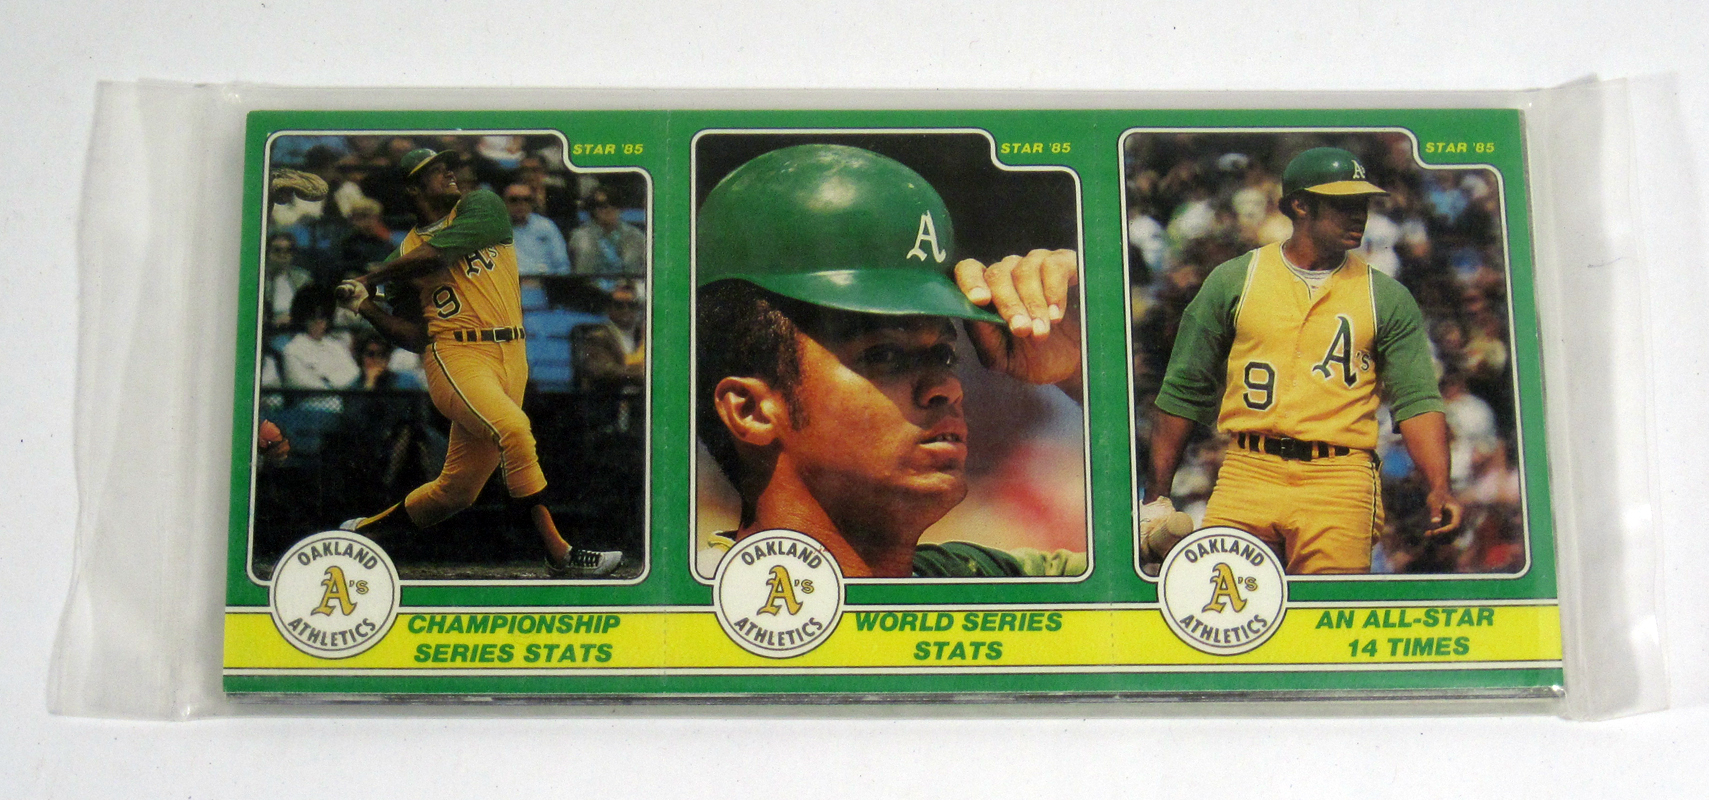 STAR '85
A's
9
OAKLAND
A's
ATHLETICS
CHAMPIONSHIP
SERIES STATS
STAR '85
A
OAKLAND
A's
ATHLETICS
WORLD SERIES
STATS
STAR '85
A's
A's
9
OAKLAND
A's
ATHLETICS
AN ALL-STAR
14 TIMES